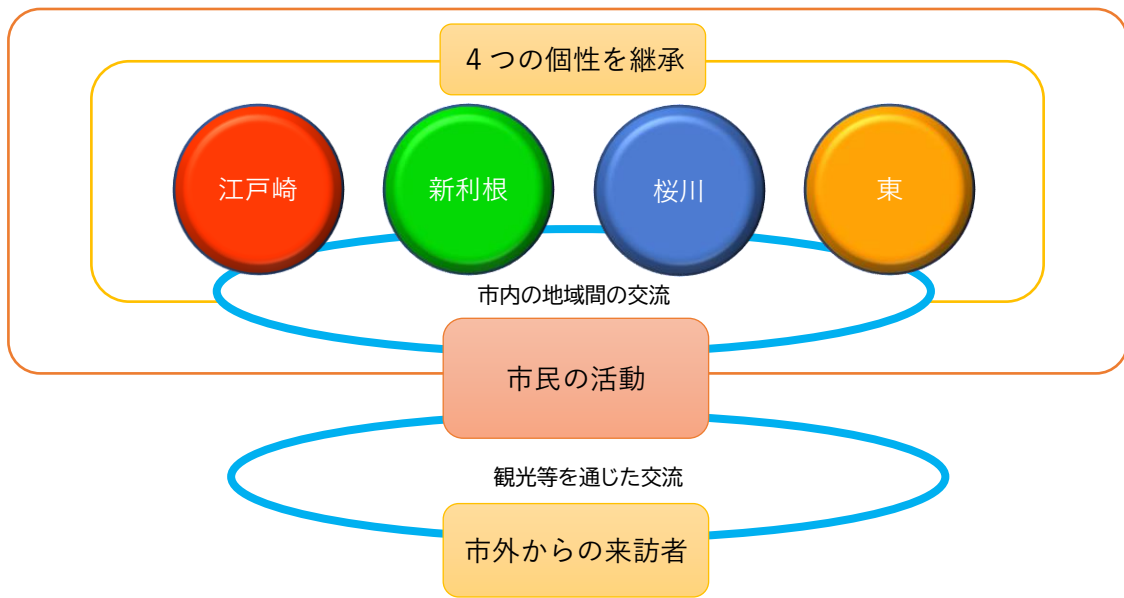 4つの個性を継承
江戸崎
新利根
桜川
東
市内の地域間の交流
市民の活動
観光等を通じた交流
市外からの来訪者